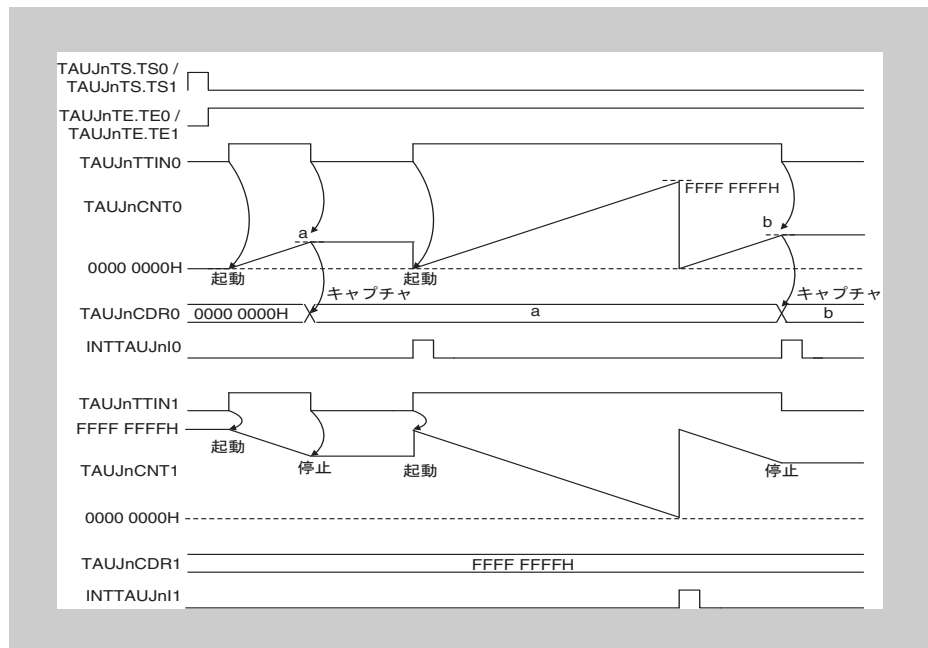 TAUJnTS.TS0 /
TAUJnTS.TS1
TAUJnTE.TE0 /
TAUJnTE.TE1
TAUJnTTIN0
FFFF FFFFH
TAUJnCNT0
a
b
0000 0000H
起動
起動
キャプチャ
キャプチャ
TAUJnCDR0
0000 0000H
a
b
INTTAUJnI0
TAUJnTTIN1
FFFF FFFFH
起動
停止
起動
停止
TAUJnCNT1
0000 0000H
TAUJnCDR1
FFFF FFFFH
INTTAUJnI1